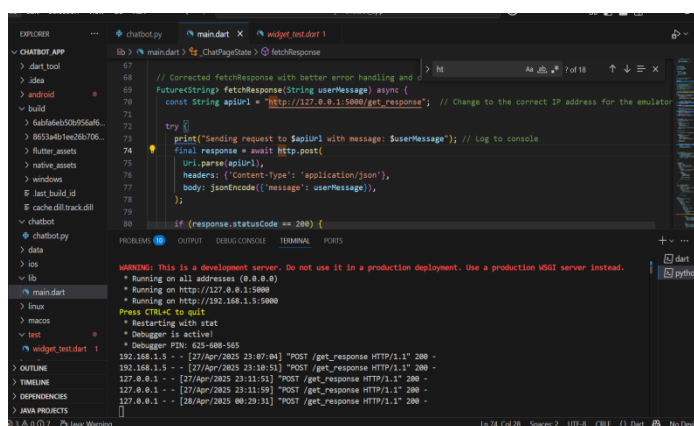 EXPLORER
CHATBOT_APP
.dart_tool
.idea
android
build
6abfa6eb50b956af6...
8653a4b1ee26b706...
flutter_assets
native_assets
windows
.last_build_id
cache.dill.track.dill
chatbot
chatbot.py
data
ios
lib
main.dart
linux
macos
test
widget_test.dart 1
OUTLINE
TIMELINE
DEPENDENCIES
JAVA PROJECTS
chatbot.py
main.dart X
widget_test.dart 1
lib > main.dart > _ChatPageState > fetchResponse
ht
Aa ab
? of 18
67
68 // Corrected fetchResponse with better error handling and
69 Future<String> fetchResponse(String userMessage) async {
70 const String apiUrl = "http://127.0.0.1:5000/get_response"; // Change to the correct IP address for the emulator
71
72 try {
73 print("Sending request to $apiUrl with message: $userMessage"); // Log to console
74 final response = await http.post(
75 Uri.parse(apiUrl),
76 headers: {'Content-Type': 'application/json'},
77 body: jsonEncode({'message': userMessage}),
78 );
79
80 if (response.statusCode == 200) {
PROBLEMS 10 OUTPUT DEBUG CONSOLE TERMINAL PORTS
WARNING: This is a development server. Do not use it in a production deployment. Use a production WSGI server instead.
* Running on all addresses (0.0.0.0)
* Running on http://127.0.0.1:5000
* Running on http://192.168.1.5:5000
Press CTRL+C to quit
* Restarting with stat
* Debugger is active!
* Debugger PIN: 625-608-565
192.168.1.5 - - [27/Apr/2025 23:07:04] "POST /get_response HTTP/1.1" 200 -
192.168.1.5 - - [27/Apr/2025 23:10:51] "POST /get_response HTTP/1.1" 200 -
127.0.0.1 - - [27/Apr/2025 23:11:51] "POST /get_response HTTP/1.1" 200 -
127.0.0.1 - - [27/Apr/2025 23:11:59] "POST /get_response HTTP/1.1" 200 -
127.0.0.1 - - [28/Apr/2025 00:29:31] "POST /get_response HTTP/1.1" 200 -
dart
pytho
Java: Warning
Ln 74, Col 28 Spaces: 2 UTF-8 CRLF {} Dart